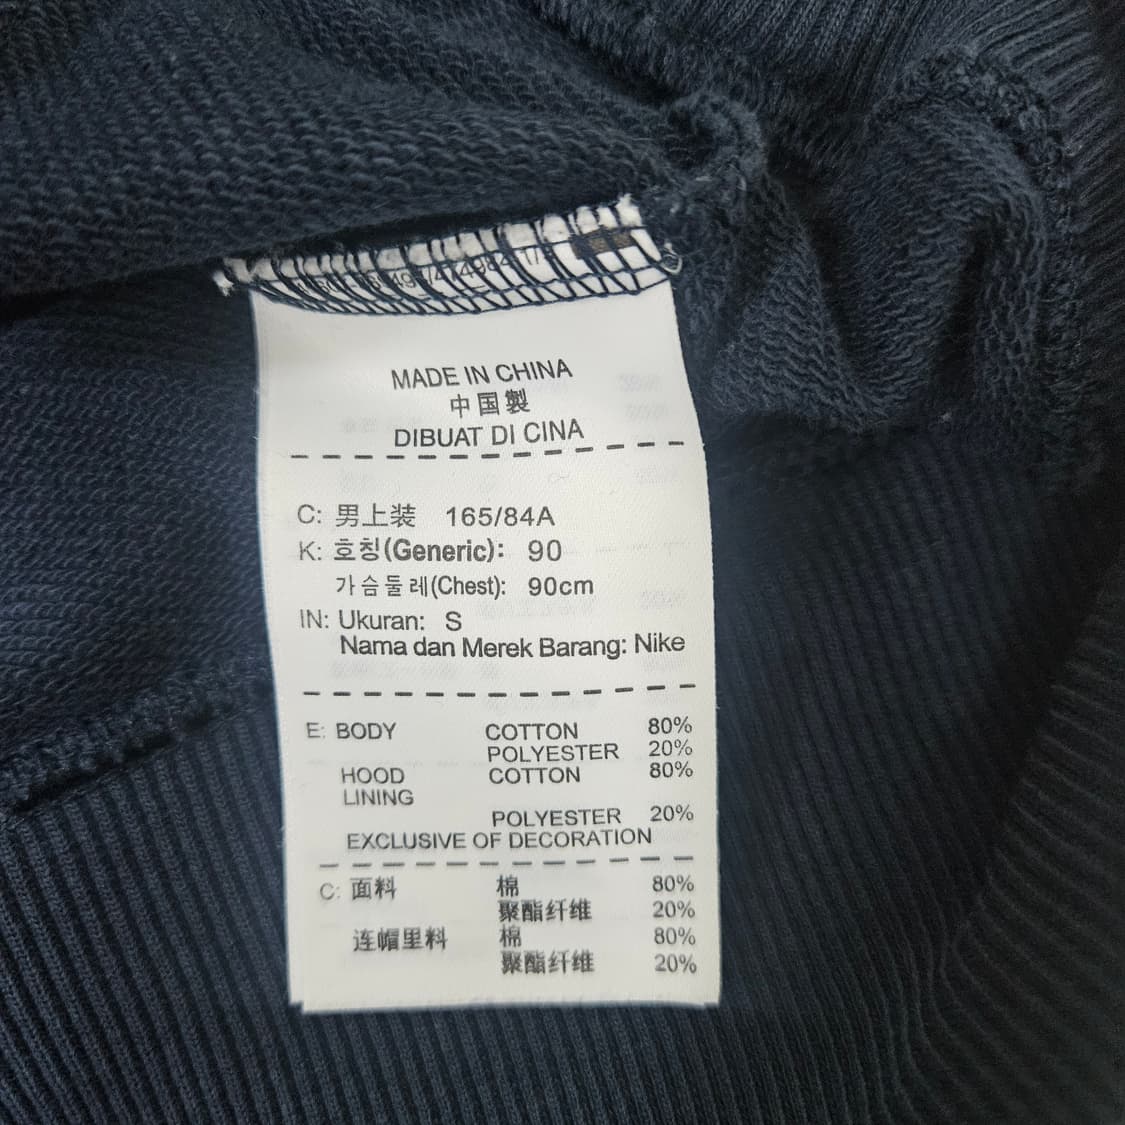 MADE IN CHINA
中国製
DIBUAT DI CINA
C: 男上装 165/84A
K: 호칭(Generic): 90
가슴둘레(Chest): 90cm
IN: Ukuran: S
Nama dan Merek Barang: Nike
E: BODY COTTON 80%
POLYESTER 20%
HOOD COTTON 80%
LINING
POLYESTER 20%
EXCLUSIVE OF DECORATION
C: 面料 棉 80%
聚酯纤维 20%
连帽里料 棉 80%
聚酯纤维 20%